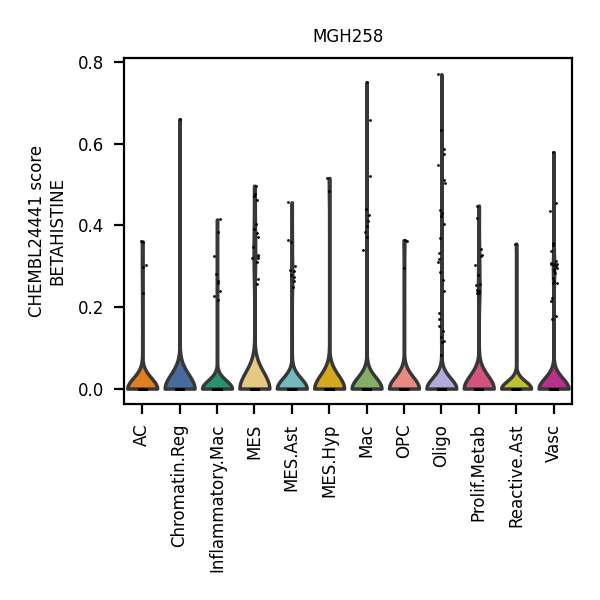 MGH258
CHEMBL24441 score
BETAHISTINE
0.8
0.6
0.4
0.2
0.0
AC
Chromatin.Reg
Inflammatory.Mac
MES
MES.Ast
MES.Hyp
Mac
OPC
Oligo
Prolif.Metab
Reactive.Ast
Vasc